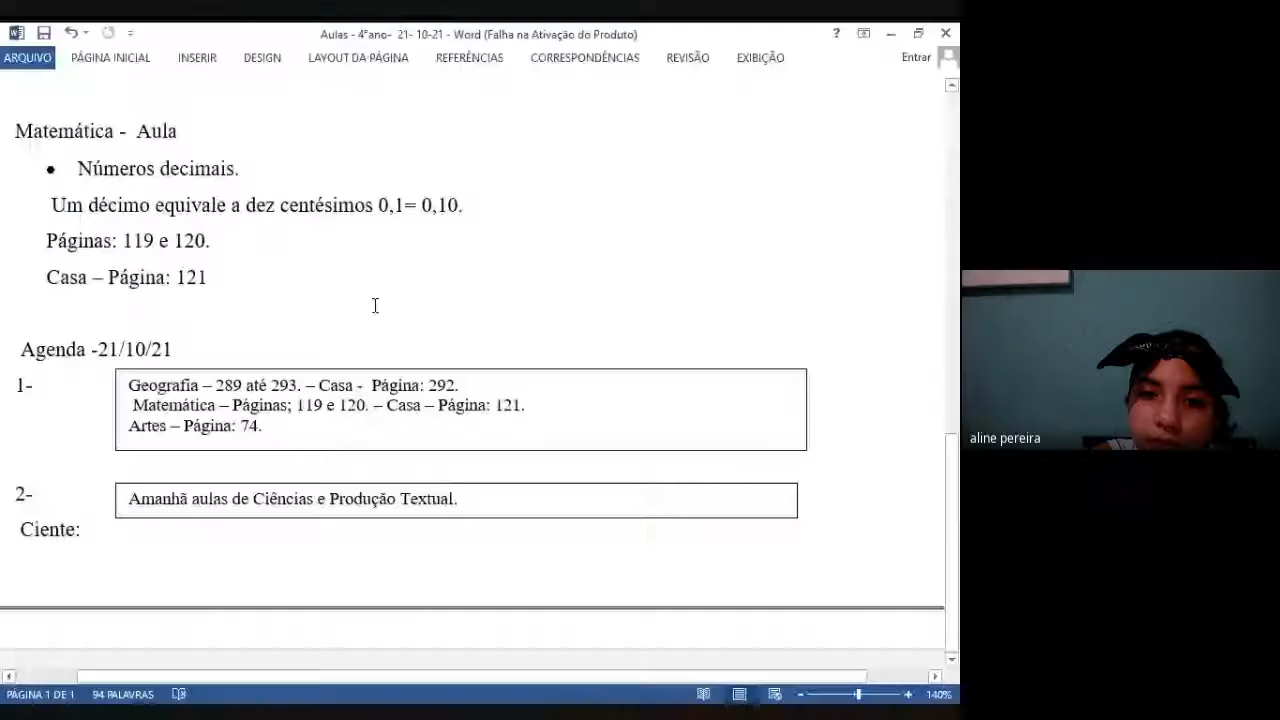 Aulas - 4ºano- 21- 10-21 - Word (Falha na Ativação do Produto)
ARQUIVO PÁGINA INICIAL INSERIR DESIGN LAYOUT DA PÁGINA REFERÊNCIAS CORRESPONDÊNCIAS REVISÃO EXIBIÇÃO Entrar
Matemática - Aula
• Números decimais.
Um décimo equivale a dez centésimos 0,1= 0,10.
Páginas: 119 e 120.
Casa – Página: 121
Agenda -21/10/21
1-
Geografia – 289 até 293. – Casa - Página: 292.
Matemática – Páginas; 119 e 120. – Casa – Página: 121.
Artes – Página: 74.
2-
Amanhã aulas de Ciências e Produção Textual.
Ciente:
aline pereira
PÁGINA 1 DE 1 94 PALAVRAS 140%